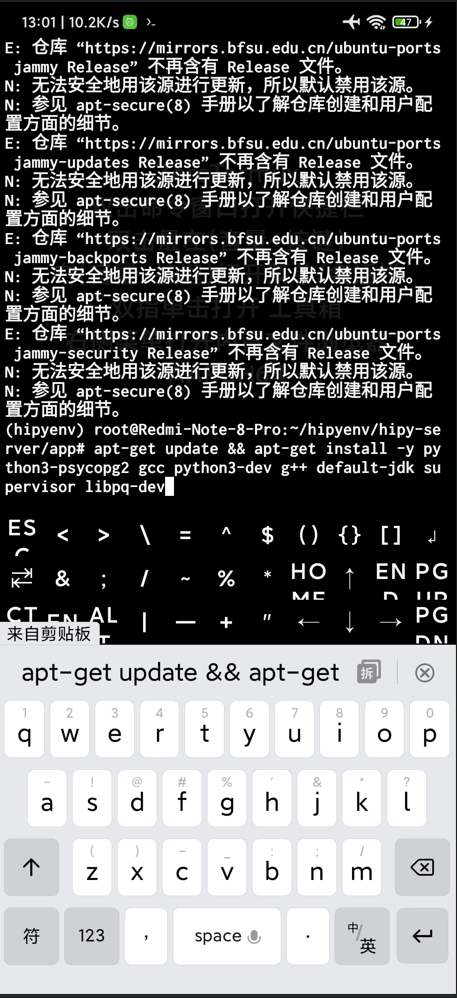 13:01 | 10.2K/s
47
E: 仓库 “https://mirrors.bfsu.edu.cn/ubuntu-ports
jammy Release” 不再含有 Release 文件。
N: 无法安全地用该源进行更新，所以默认禁用该源。
N: 参见 apt-secure(8) 手册以了解仓库创建和用户配
置方面的细节。
E: 仓库 “https://mirrors.bfsu.edu.cn/ubuntu-ports
jammy-updates Release” 不再含有 Release 文件。
N: 无法安全地用该源进行更新，所以默认禁用该源。
N: 参见 apt-secure(8) 手册以了解仓库创建和用户配
置方面的细节。
E: 仓库 “https://mirrors.bfsu.edu.cn/ubuntu-ports
jammy-backports Release” 不再含有 Release 文件。
N: 无法安全地用该源进行更新，所以默认禁用该源。
N: 参见 apt-secure(8) 手册以了解仓库创建和用户配
置方面的细节。
E: 仓库 “https://mirrors.bfsu.edu.cn/ubuntu-ports
jammy-security Release” 不再含有 Release 文件。
N: 无法安全地用该源进行更新，所以默认禁用该源。
N: 参见 apt-secure(8) 手册以了解仓库创建和用户配
置方面的细节。
(hipyenv) root@Redmi-Note-8-Pro:~/hipyenv/hipy-se
rver/app# apt-get update && apt-get install -y py
thon3-psycopg2 gcc python3-dev g++ default-jdk su
pervisor libpq-dev
ESC < > \ = ^ $ () {} [] ↲
⇄ & ; / ~ % * HOME ↑ END PGUP
CT EN ALT | — + " ← ↓ → PGDN
来自剪贴板
apt-get update && apt-get 拆
1 2 3 4 5 6 7 8 9 0
q w e r t y u i o p
~ ! @ # % ' & * ?
a s d f g h j k l
( ) – _ : ; /
z x c v b n m
符 123 , space . 中/英